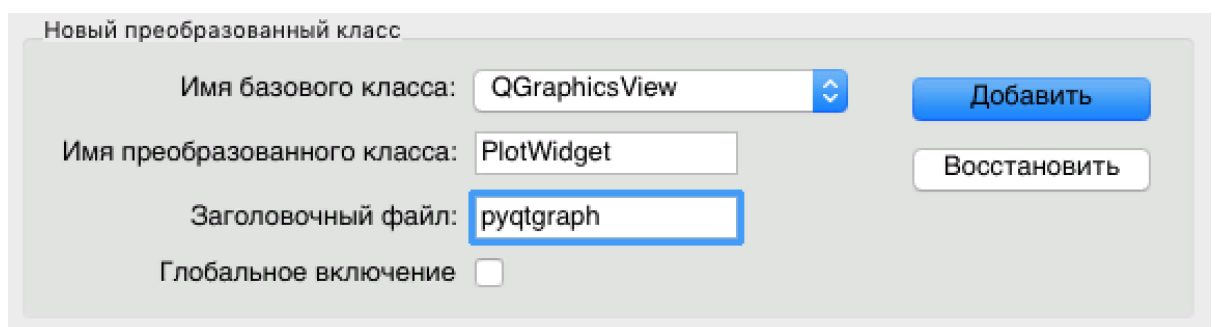 Новый преобразованный класс
Имя базового класса: QGraphicsView
Добавить
Имя преобразованного класса: PlotWidget
Восстановить
Заголовочный файл: pyqtgraph
Глобальное включение